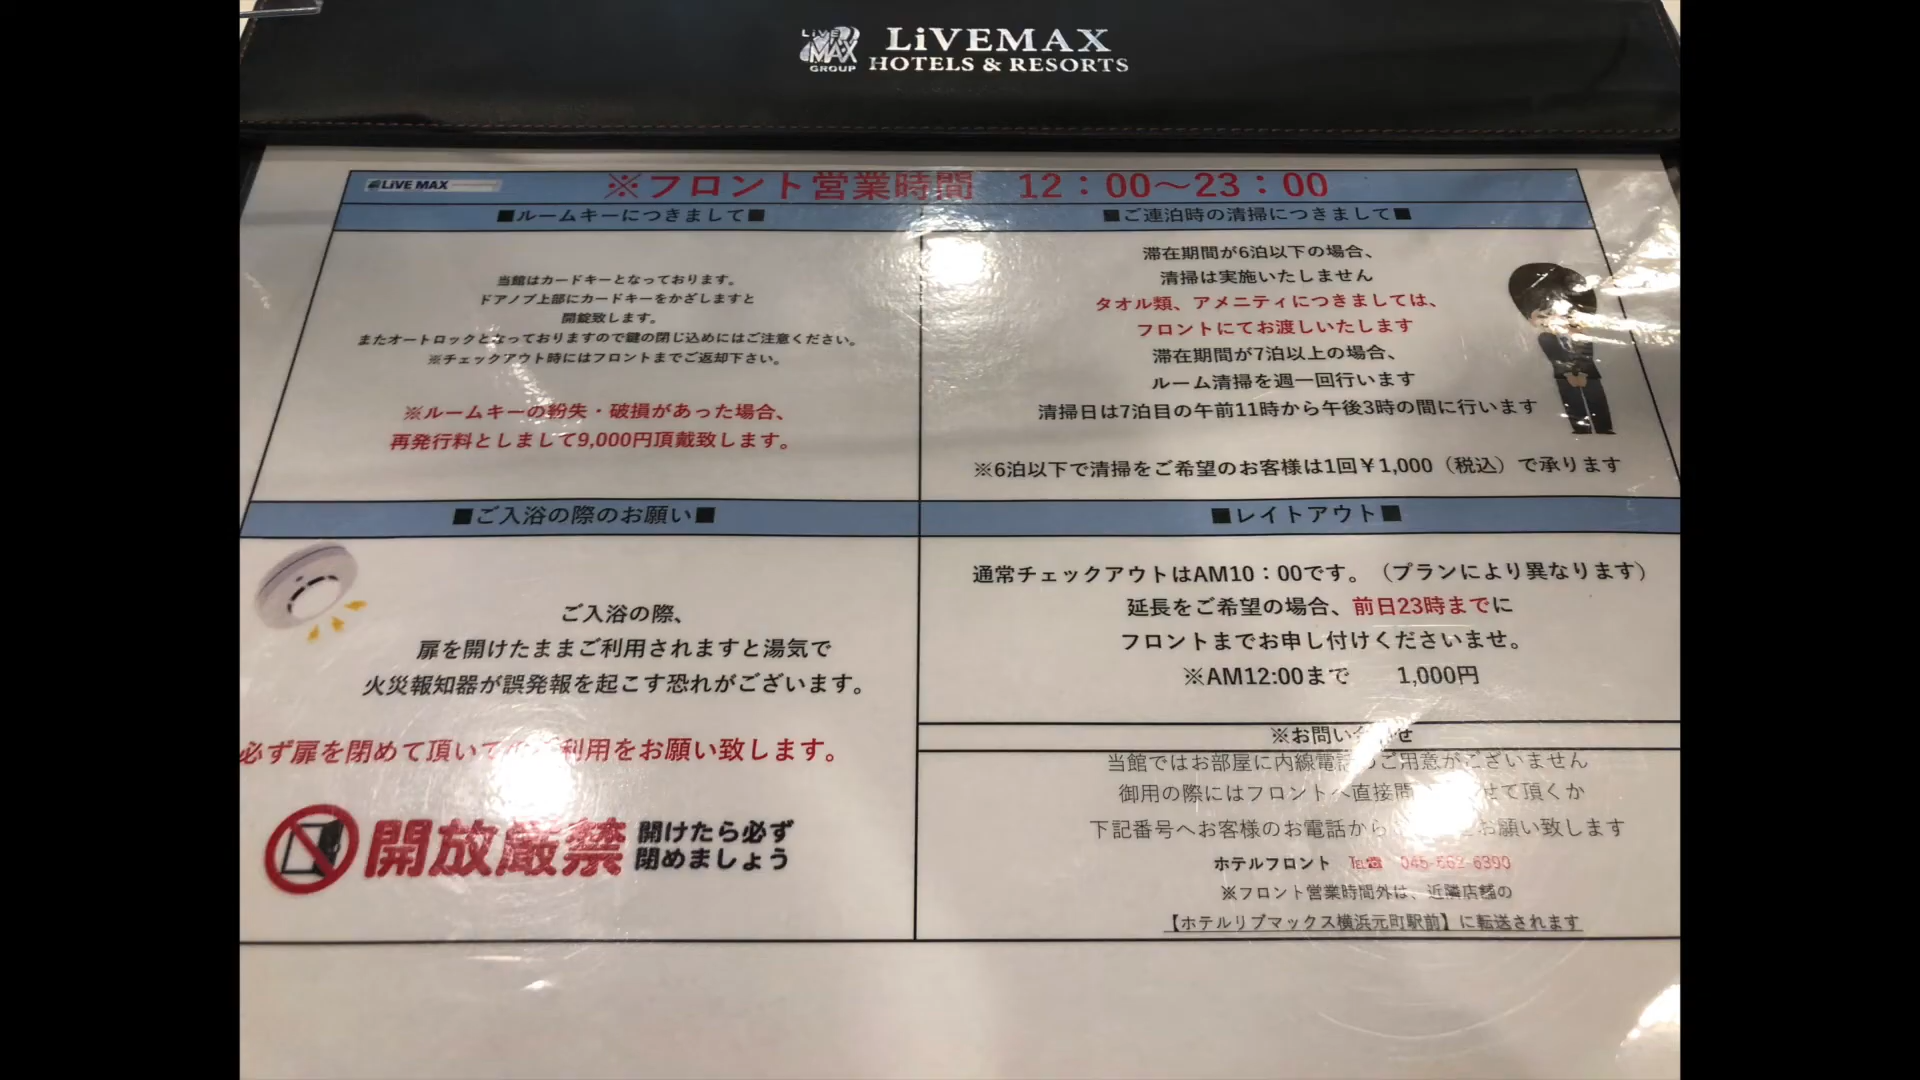 LiVE MAX GROUP
LiVEMAX
HOTELS & RESORTS
LiVE MAX
※フロント営業時間 12：00～23：00
■ルームキーにつきまして■
当館はカードキーとなっております。
ドアノブ上部にカードキーをかざしますと
開錠致します。
またオートロックとなっておりますので鍵の閉じ込めにはご注意ください。
※チェックアウト時にはフロントまでご返却下さい。
※ルームキーの紛失・破損があった場合、
再発行料としまして9,000円頂戴致します。
■ご連泊時の清掃につきまして■
滞在期間が6泊以下の場合、
清掃は実施いたしません
タオル類、アメニティにつきましては、
フロントにてお渡しいたします
滞在期間が7泊以上の場合、
ルーム清掃を週一回行います
清掃日は7泊目の午前11時から午後3時の間に行います
※6泊以下で清掃をご希望のお客様は1回￥1,000（税込）で承ります
■ご入浴の際のお願い■
ご入浴の際、
扉を開けたままご利用されますと湯気で
火災報知器が誤発報を起こす恐れがございます。
必ず扉を閉めて頂いて 利用をお願い致します。
開放厳禁
開けたら必ず
閉めましょう
■レイトアウト■
通常チェックアウトはAM10：00です。（プランにより異なります）
延長をご希望の場合、前日23時までに
フロントまでお申し付けくださいませ。
※AM12:00まで 1,000円
※お問い合わせ
当館ではお部屋に内線電話のご用意がございません
御用の際にはフロントへ直接 せて頂くか
下記番号へお客様のお電話から お願い致します
ホテルフロント ℡☎ 045-662-6390
※フロント営業時間外は、近隣店舗の
【ホテルリブマックス横浜元町駅前】に転送されます